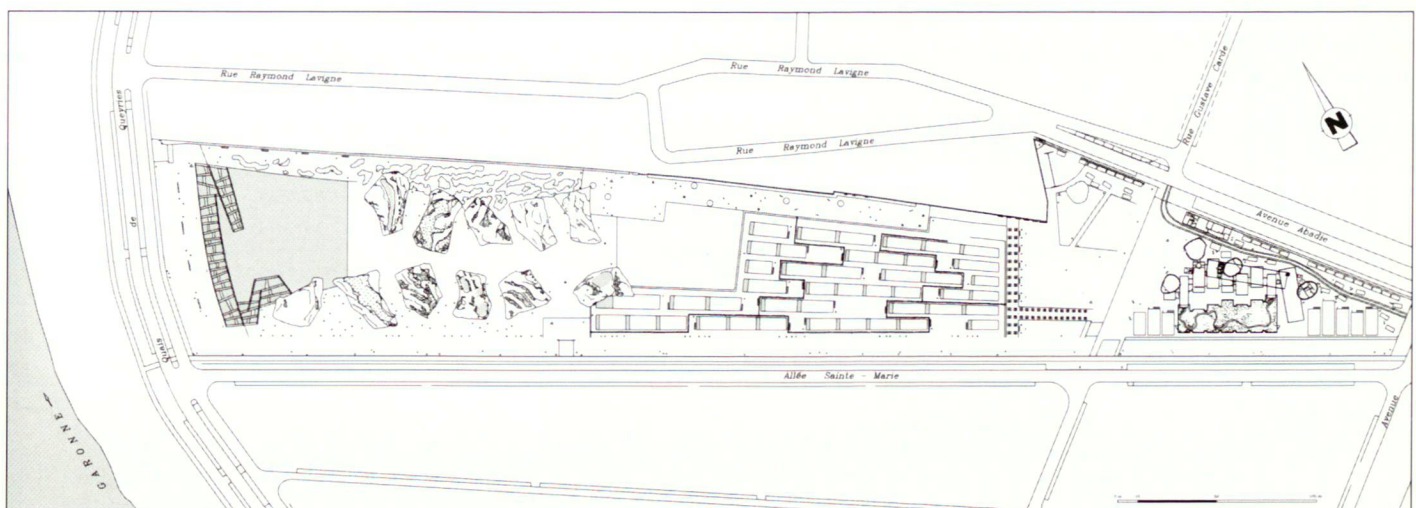 Rue Raymond Lavigne
Rue Raymond Lavigne
Rue Gustave Carde
N
Queyries
de
Quais
Rue Raymond Lavigne
Avenue Abadie
Allée Sainte - Marie
Avenue
GARONNE